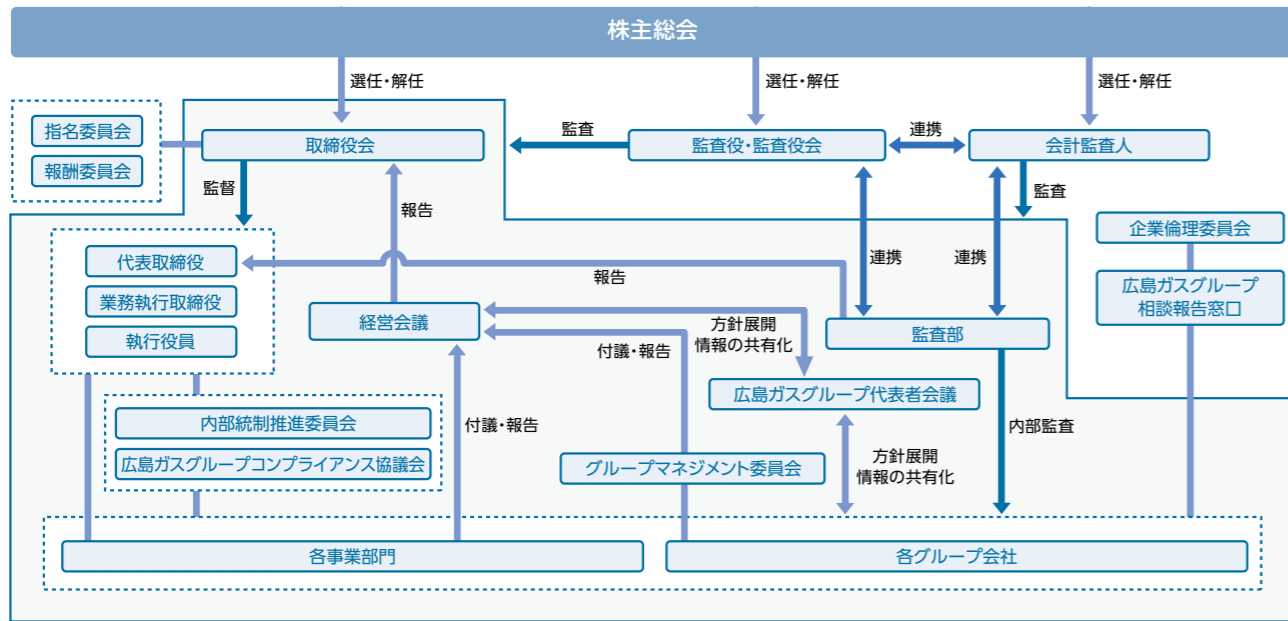 株主総会
選任・解任
選任・解任
選任・解任
指名委員会
報酬委員会
取締役会
監査
監査役・監査役会
連携
会計監査人
監督
報告
監査
企業倫理委員会
代表取締役
業務執行取締役
執行役員
報告
連携
連携
広島ガスグループ
相談報告窓口
経営会議
方針展開
情報の共有化
付議・報告
監査部
広島ガスグループ代表者会議
内部統制推進委員会
広島ガスグループコンプライアンス協議会
付議・報告
内部監査
グループマネジメント委員会
方針展開
情報の共有化
各事業部門
各グループ会社